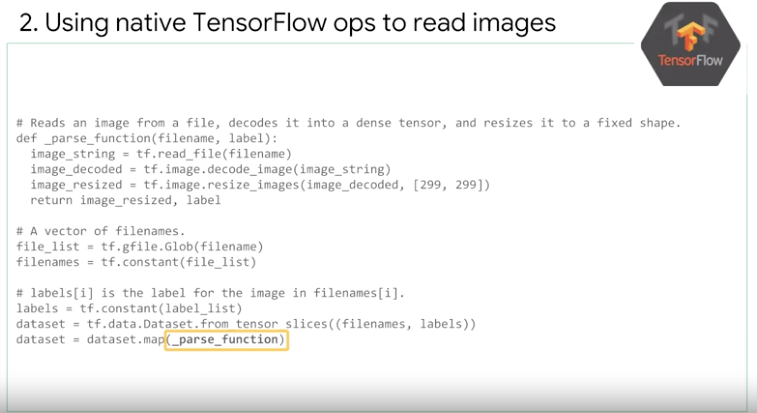 2. Using native TensorFlow ops to read images
TensorFlow
# Reads an image from a file, decodes it into a dense tensor, and resizes it to a fixed shape.
def _parse_function(filename, label):
  image_string = tf.read_file(filename)
  image_decoded = tf.image.decode_image(image_string)
  image_resized = tf.image.resize_images(image_decoded, [299, 299])
  return image_resized, label
# A vector of filenames.
file_list = tf.gfile.Glob(filename)
filenames = tf.constant(file_list)
# labels[i] is the label for the image in filenames[i].
labels = tf.constant(label_list)
dataset = tf.data.Dataset.from_tensor_slices((filenames, labels))
dataset = dataset.map(_parse_function)